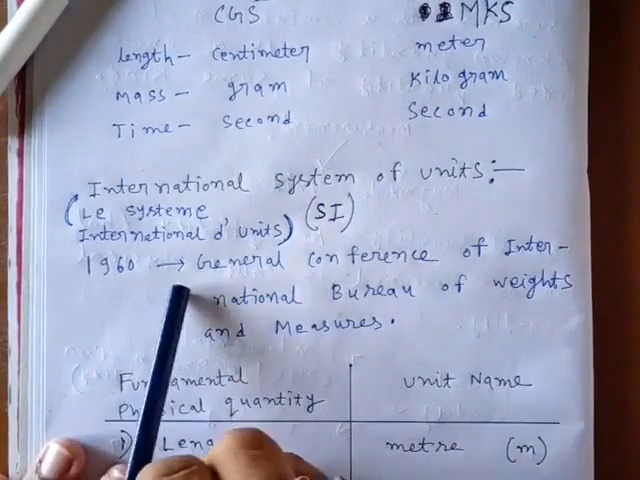 CGS MKS
Length - Centimeter meter
Mass - gram Kilogram
Time - Second Second
International System of units:-
(Le systeme
International d' Units) (SI)
1960 → General Conference of Inter-
national Bureau of weights
and Measures.
Fundamental Unit Name
Physical quantity
1) metre (m)